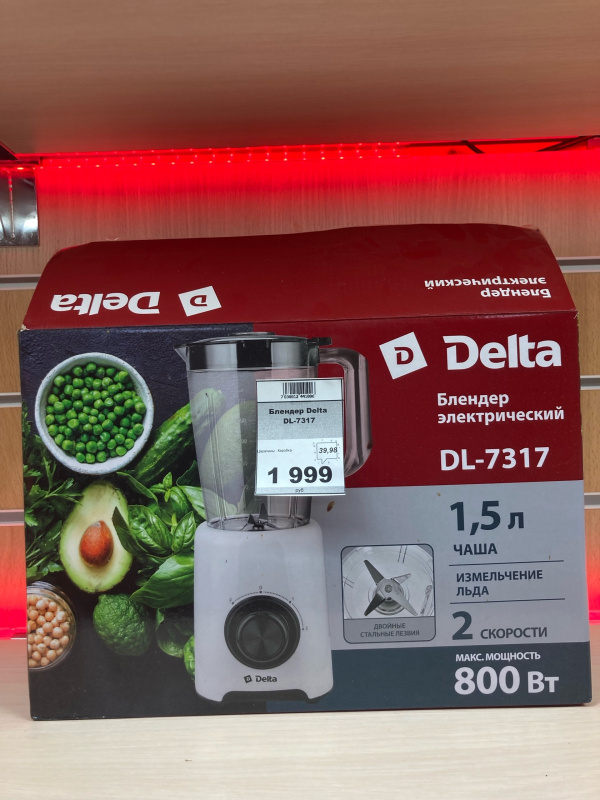 Блендер
электрический
Delta
Delta
Блендер
электрический
DL-7317
Блендер Delta
DL-7317
39,98
1 999
руб
1,5 л
ЧАША
ИЗМЕЛЬЧЕНИЕ
ЛЬДА
2 СКОРОСТИ
ДВОЙНЫЕ
СТАЛЬНЫЕ ЛЕЗВИЯ
МАКС. МОЩНОСТЬ
800 Вт
Delta